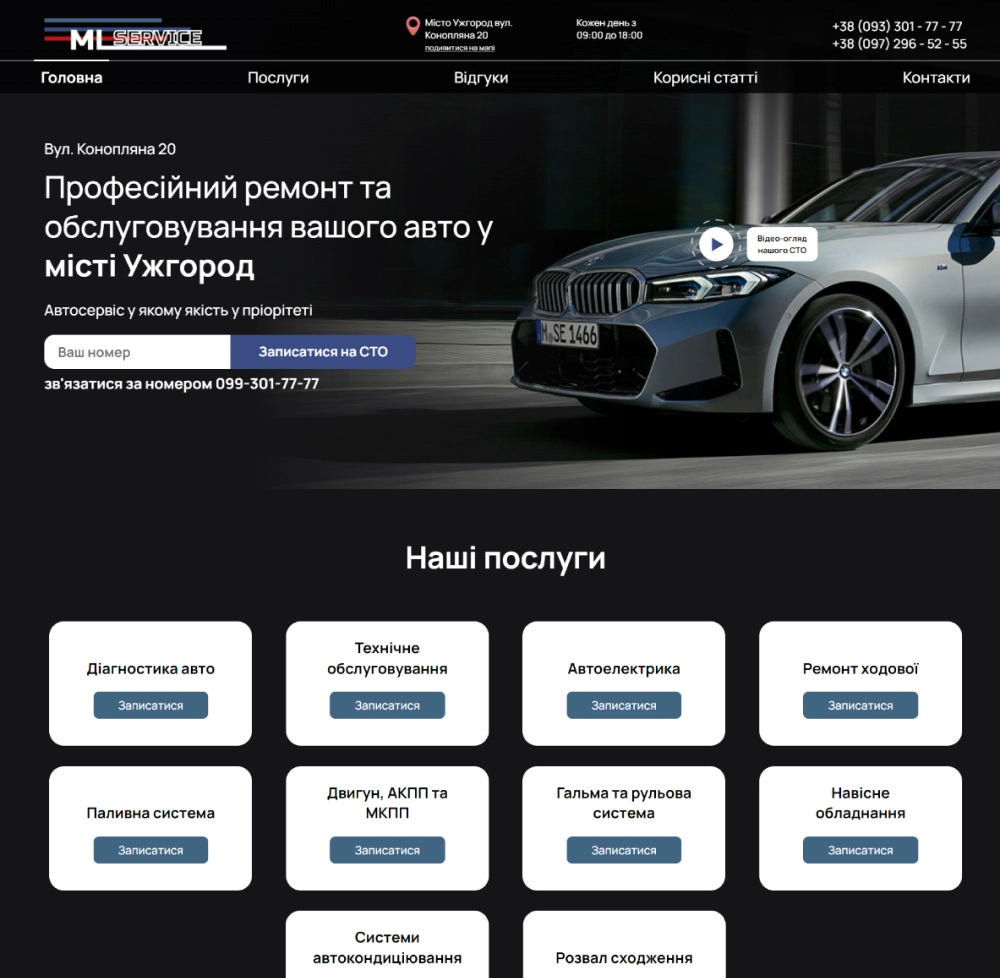 ML SERVICE
Місто Ужгород вул.
Конопляна 20
подивитися на мапі
Кожен день з
09:00 до 18:00
+38 (093) 301 - 77 - 77
+38 (097) 296 - 52 - 55
Головна
Послуги
Відгуки
Корисні статті
Контакти
Вул. Конопляна 20
Професійний ремонт та
обслуговування вашого авто у
місті Ужгород
Автосервіс у якому якість у пріорітеті
Ваш номер
Записатися на СТО
зв'язатися за номером 099-301-77-77
Відео-огляд
нашого СТО
M SE 1466
Наші послуги
Діагностика авто
Записатися
Технічне
обслуговування
Записатися
Автоелектрика
Записатися
Ремонт ходової
Записатися
Паливна система
Записатися
Двигун, АКПП та
МКПП
Записатися
Гальма та рульова
система
Записатися
Навісне
обладнання
Записатися
Системи
автокондиціювання
Розвал сходження